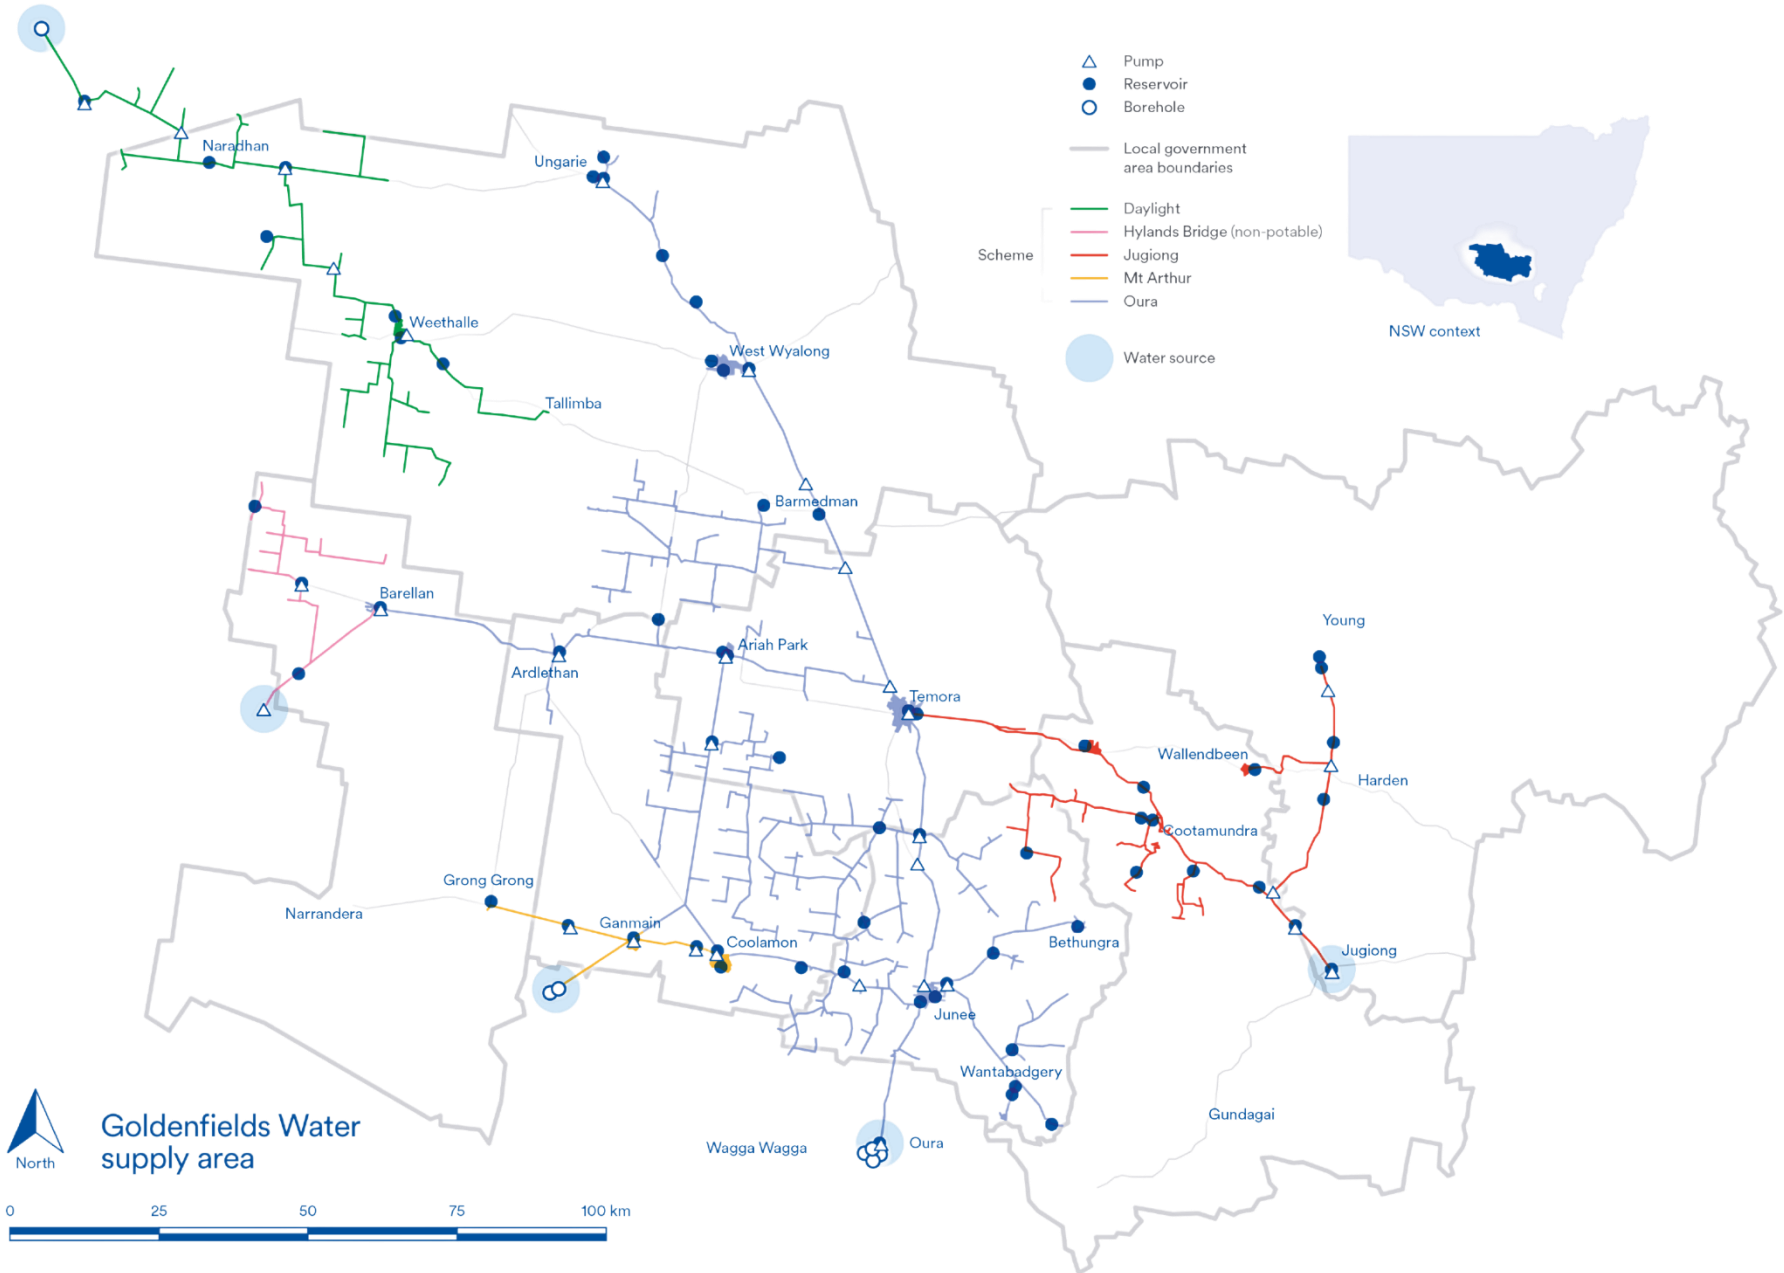 Pump
Reservoir
Borehole
Local government
area boundaries
Scheme
Daylight
Hylands Bridge (non-potable)
Jugiong
Mt Arthur
Oura
Water source
NSW context
Naradhan
Ungarie
Weethalle
West Wyalong
Tallimba
Barmedman
Barellan
Ardlethan
Ariah Park
Temora
Young
Wallendbeen
Harden
Cootamundra
Grong Grong
Narrandera
Ganmain
Coolamon
Bethungra
Jugiong
Junee
Wantabadgery
Gundagai
Wagga Wagga
Oura
North
Goldenfields Water
supply area
0 25 50 75 100 km